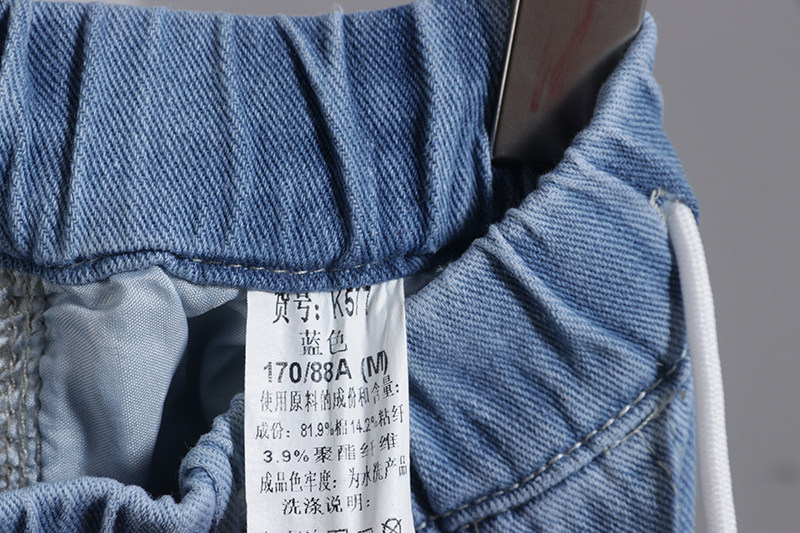 货号: K577
蓝色
170/88A (M)
使用原料的成份和含量:
成份: 81.9%棉14.2%粘纤
3.9%聚酯纤维
成品色牢度: 为水洗产品
洗涤说明: